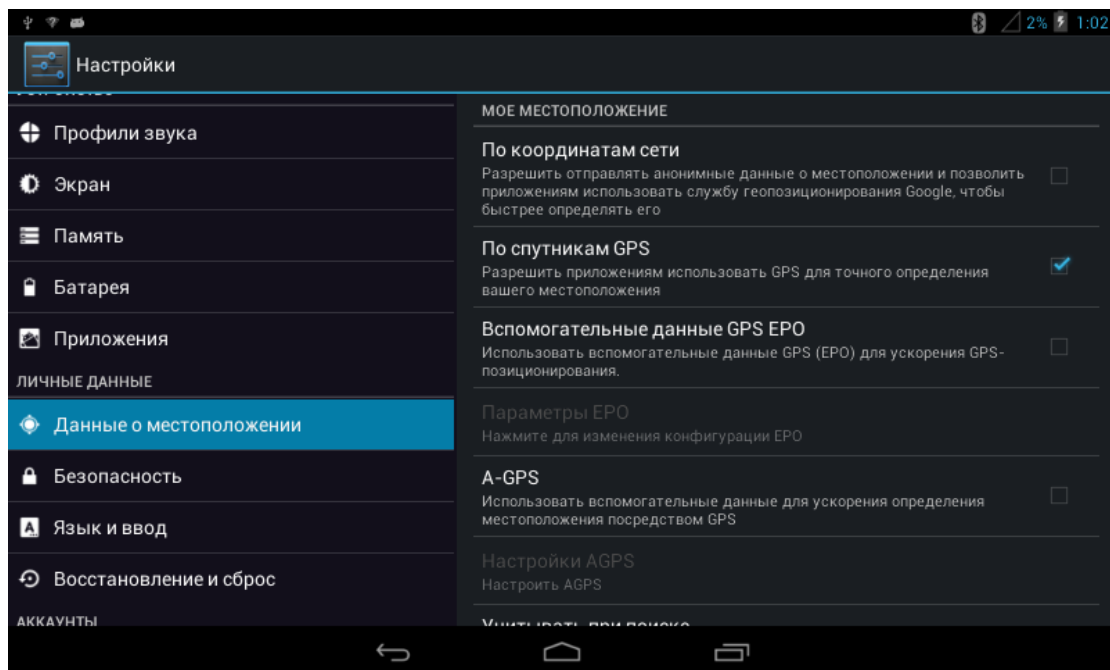 2% 1:02
Настройки
Профили звука
Экран
Память
Батарея
Приложения
ЛИЧНЫЕ ДАННЫЕ
Данные о местоположении
Безопасность
Язык и ввод
Восстановление и сброс
АККАУНТЫ
МОЕ МЕСТОПОЛОЖЕНИЕ
По координатам сети
Разрешить отправлять анонимные данные о местоположении и позволить
приложениям использовать службу геопозиционирования Google, чтобы
быстрее определять его
По спутникам GPS
Разрешить приложениям использовать GPS для точного определения
вашего местоположения
Вспомогательные данные GPS EPO
Использовать вспомогательные данные GPS (EPO) для ускорения GPS-
позиционирования.
Параметры EPO
Нажмите для изменения конфигурации EPO
A-GPS
Использовать вспомогательные данные для ускорения определения
местоположения посредством GPS
Настройки AGPS
Настроить AGPS
Учитывать при поиске